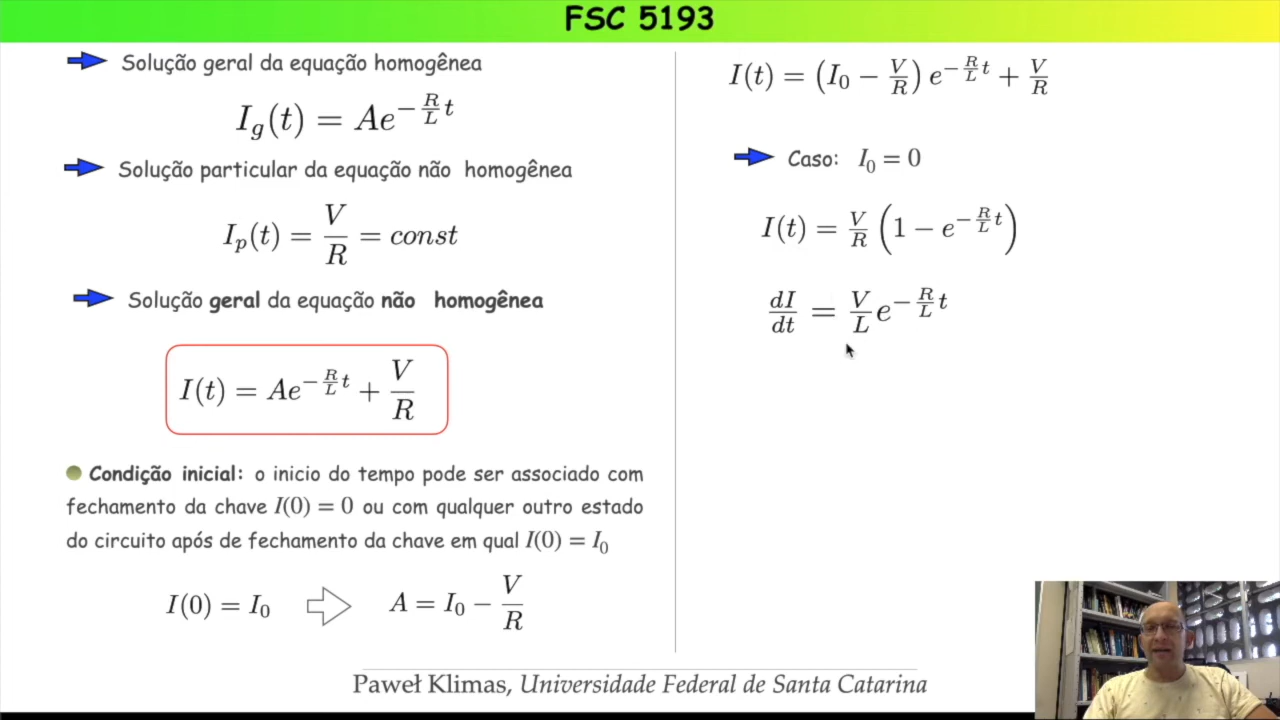 FSC 5193
Solução geral da equação homogênea
I_g(t) = Ae^{-\frac{R}{L}t}
Solução particular da equação não homogênea
I_p(t) = \frac{V}{R} = const
Solução geral da equação não homogênea
I(t) = Ae^{-\frac{R}{L}t} + \frac{V}{R}
Condição inicial: o inicio do tempo pode ser associado com
fechamento da chave I(0) = 0 ou com qualquer outro estado
do circuito após de fechamento da chave em qual I(0) = I_0
I(0) = I_0 ⇨ A = I_0 - \frac{V}{R}
I(t) = \left(I_0 - \frac{V}{R}\right) e^{-\frac{R}{L}t} + \frac{V}{R}
Caso: I_0 = 0
I(t) = \frac{V}{R} \left(1 - e^{-\frac{R}{L}t}\right)
\frac{dI}{dt} = \frac{V}{L} e^{-\frac{R}{L}t}
Paweł Klimas, Universidade Federal de Santa Catarina